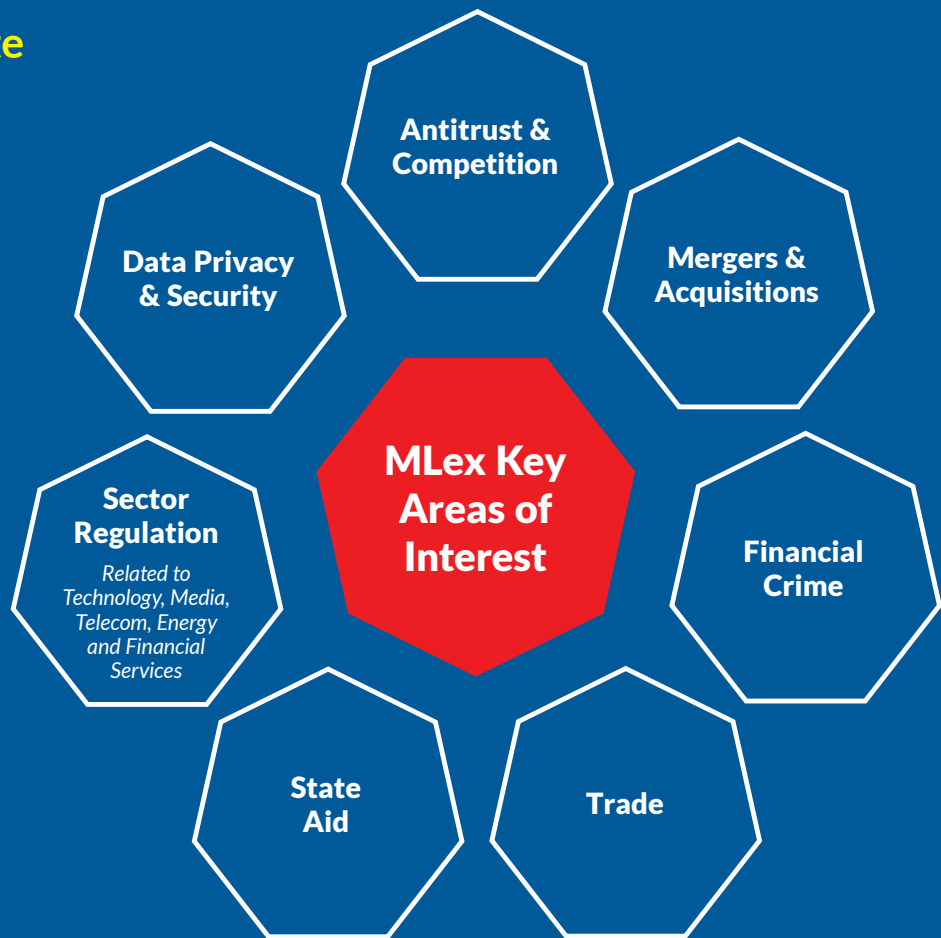 Antitrust &
Competition
Data Privacy
& Security
Mergers &
Acquisitions
MLex Key
Areas of
Interest
Sector
Regulation
Related to
Technology, Media,
Telecom, Energy
and Financial
Services
Financial
Crime
State
Aid
Trade